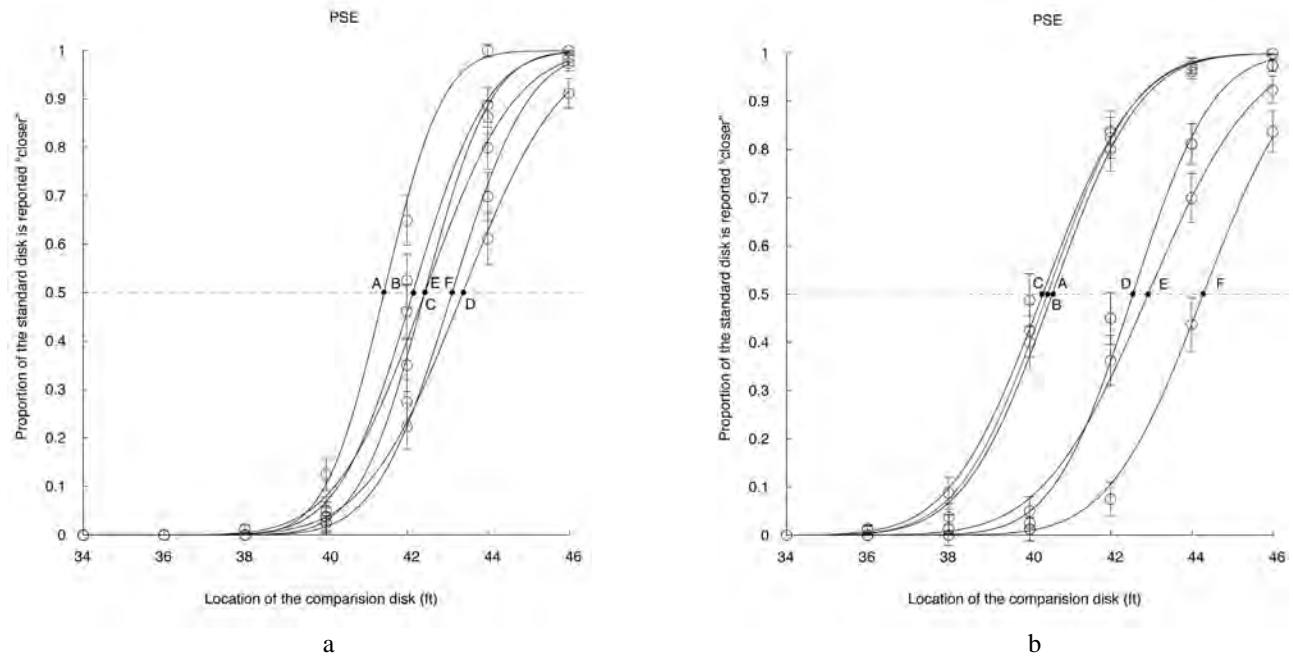 PSE
1
0.9
0.8
0.7
0.6
0.5
0.4
0.3
0.2
0.1
0
Proportion of the standard disk is reported "closer"
A B E F
C D
34 36 38 40 42 44 46
Location of the comparision disk (ft)
a
PSE
1
0.9
0.8
0.7
0.6
0.5
0.4
0.3
0.2
0.1
0
Proportion of the standard disk is reported "closer"
C A D E F
B
34 36 38 40 42 44 46
Location of the comparision disk (ft)
b